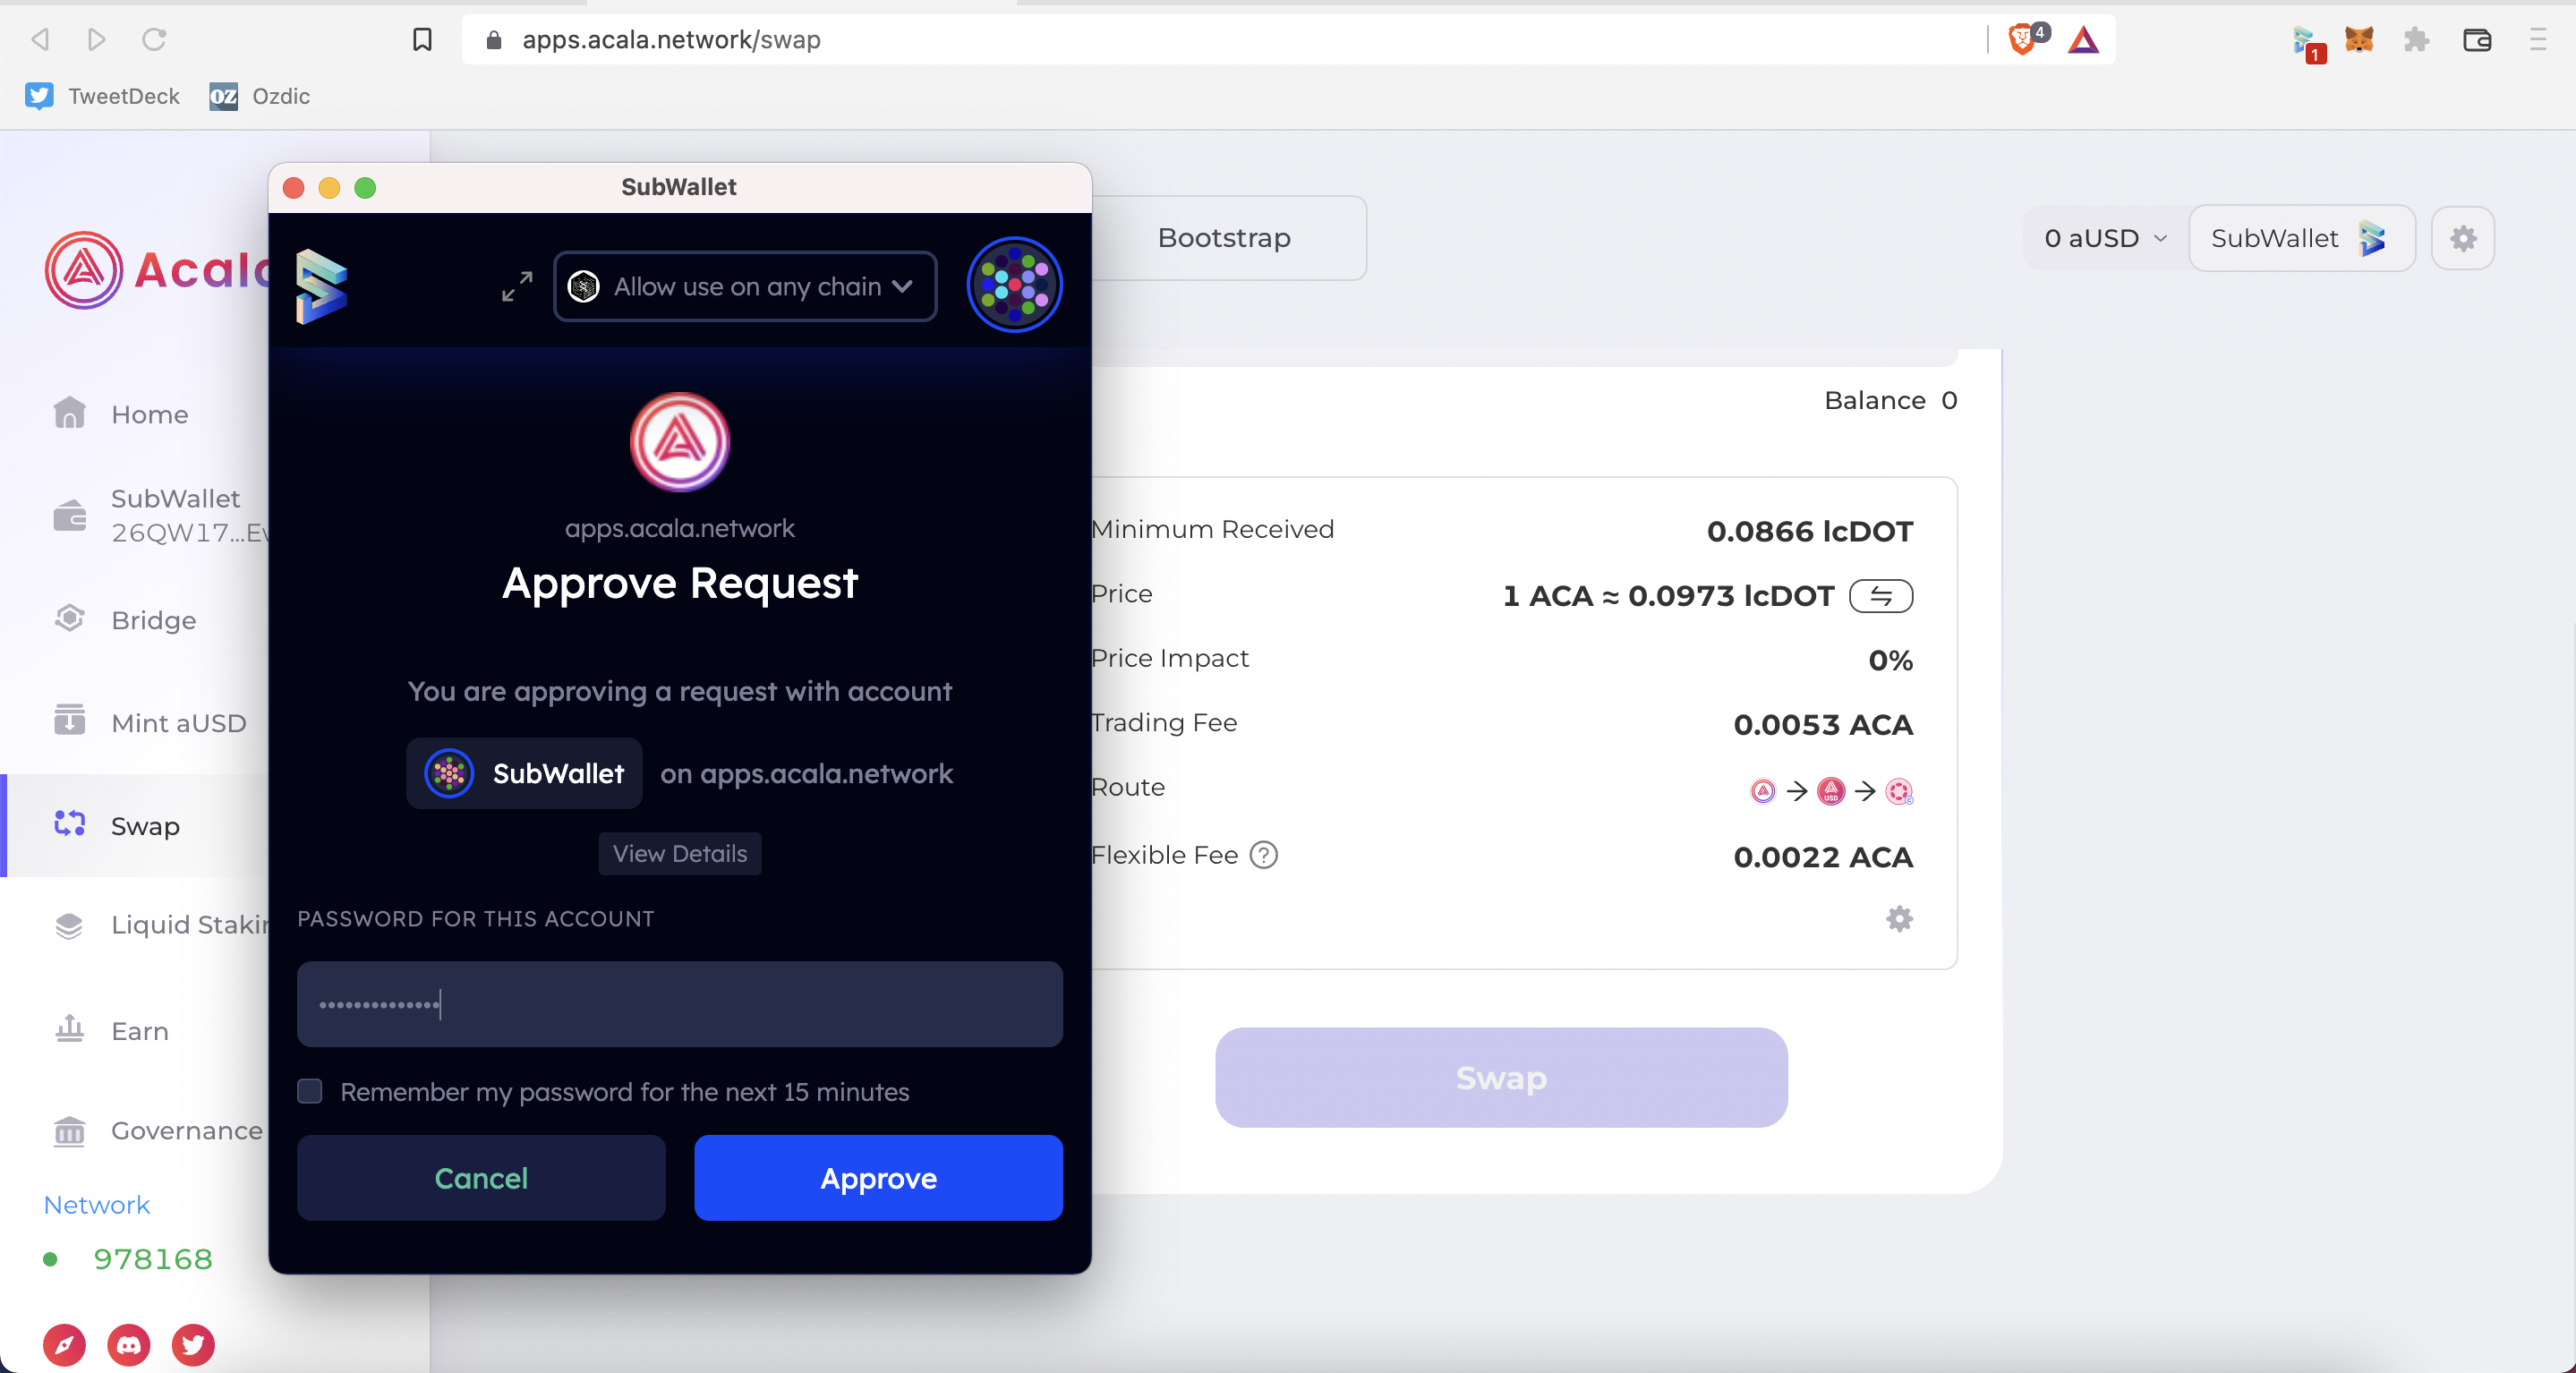 apps.acala.network/swap
4
1
TweetDeck
OZ
Ozdic
SubWallet
Acala
Allow use on any chain
Bootstrap
0 aUSD
SubWallet
Home
SubWallet
26QW17...Ev
Bridge
Mint aUSD
Swap
Liquid Stakin
Earn
Governance
Network
978168
apps.acala.network
Approve Request
You are approving a request with account
SubWallet
on apps.acala.network
View Details
PASSWORD FOR THIS ACCOUNT
••••••••••••••
Remember my password for the next 15 minutes
Cancel
Approve
Balance 0
Minimum Received
0.0866 lcDOT
Price
1 ACA ≈ 0.0973 lcDOT
Price Impact
0%
Trading Fee
0.0053 ACA
Route
USD
Flexible Fee ?
0.0022 ACA
Swap